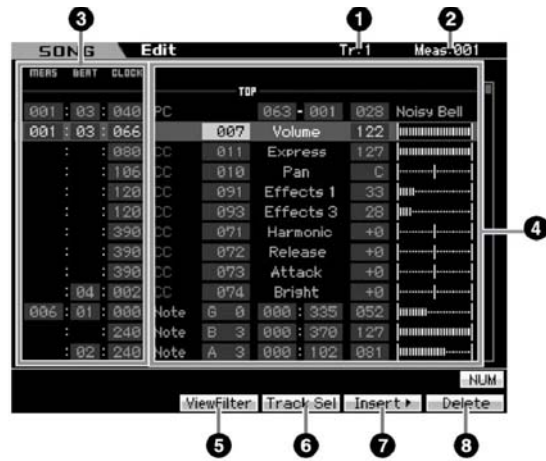 3 1 2
SONG Edit Tr:1 Meas:001
MEAS BEAT CLOCK
TOP
001 : 03 : 040 PC 063 - 001 028 Noisy Bell
001 : 03 : 066 007 Volume 122
: : 080 CC 011 Express 127
: : 106 CC 010 Pan C
: : 120 CC 091 Effects 1 33
: : 120 CC 093 Effects 3 28
4
: : 390 CC 071 Harmonic +0
: : 390 CC 072 Release +0
: : 390 CC 073 Attack +0
: 04 : 002 CC 074 Bright +0
006 : 01 : 000 Note G 0 000 : 335 052
: : 240 Note B 3 000 : 370 127
: 02 : 240 Note A 3 000 : 102 081
NUM
ViewFilter Track Sel Insert▸ Delete
5 6 7 8